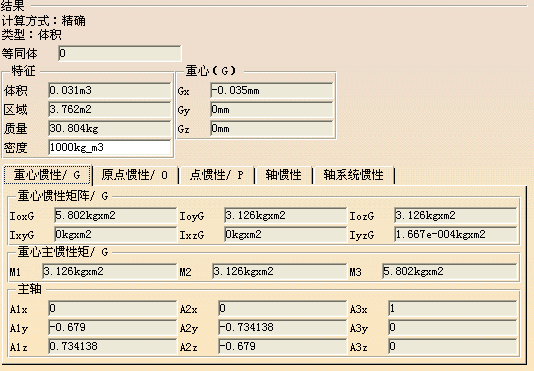 结果
计算方式：精确
类型：体积
等同体 0
特征 重心（G）
体积 0.031m3 Gx -0.035mm
区域 3.762m2 Gy 0mm
质量 30.804kg Gz 0mm
密度 1000kg_m3
重心惯性/ G 原点惯性/ O 点惯性/ P 轴惯性 轴系统惯性
重心惯性矩阵/ G
IoxG 5.802kgxm2 IoyG 3.126kgxm2 IozG 3.126kgxm2
IxyG 0kgxm2 IxzG 0kgxm2 IyzG 1.667e-004kgxm2
重心主惯性矩/ G
M1 3.126kgxm2 M2 3.126kgxm2 M3 5.802kgxm2
主轴
A1x 0 A2x 0 A3x 1
A1y -0.679 A2y -0.734138 A3y 0
A1z 0.734138 A2z -0.679 A3z 0